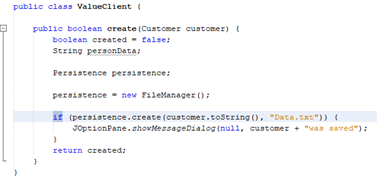 public class ValueClient {
public boolean create(Customer customer) {
boolean created = false;
String personData;
Persistence persistence;
persistence = new FileManager();
if (persistence.create(customer.toString(), "Data.txt")) {
JOptionPane.showMessageDialog(null, customer + "was saved");
}
return created;
}
}